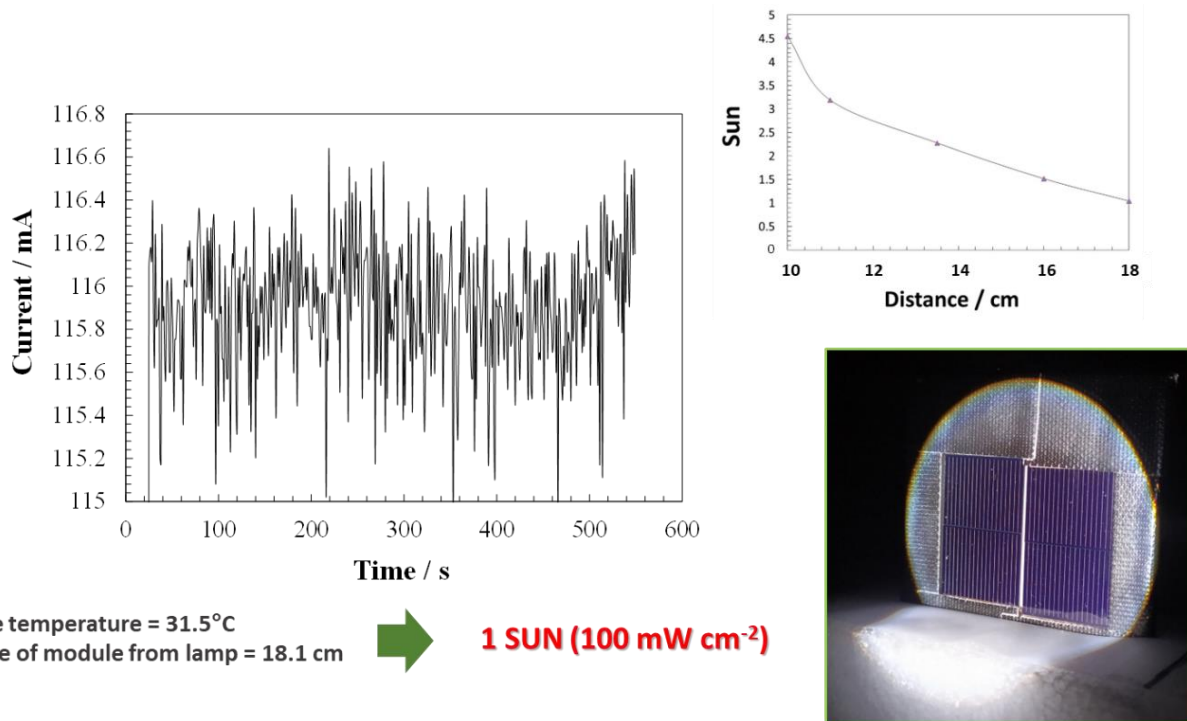 116.8
116.6
116.4
116.2
116
115.8
115.6
115.4
115.2
115
Current / mA
0 100 200 300 400 500 600
Time / s
5
4.5
4
3.5
3
2.5
2
1.5
1
0.5
0
Sun
10 12 14 16 18
Distance / cm
temperature = 31.5°C
of module from lamp = 18.1 cm
1 SUN (100 mW cm⁻²)